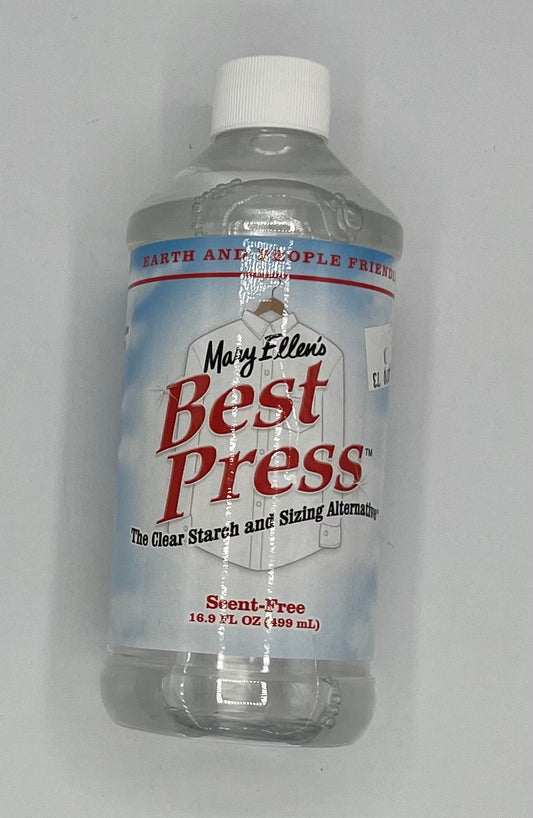 EARTH AND PEOPLE FRIENDL
Mary Ellen's
Best
Press™
The Clear Starch and Sizing Alternative
Scent-Free
16.9 FL OZ (499 mL)